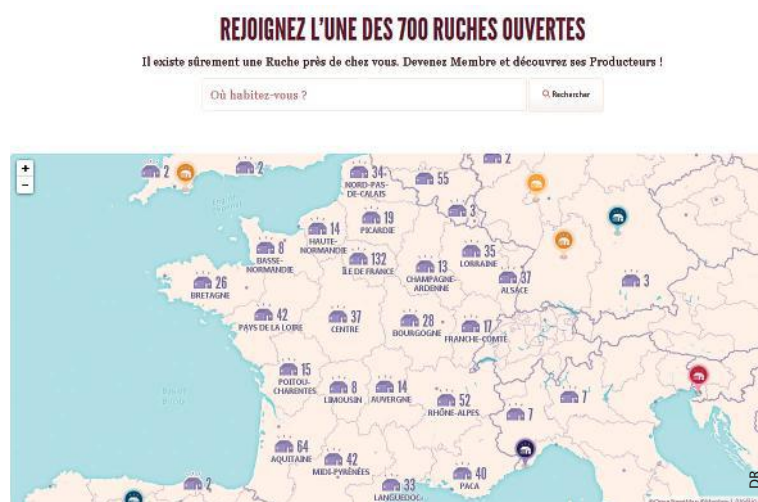 REJOIGNEZ L'UNE DES 700 RUCHES OUVERTES
Il existe sûrement une Ruche près de chez vous. Devenez Membre et découvrez ses Producteurs !
Où habitez-vous ?
Rechercher
+
−
2
2
2
34
NORD-PAS-
DE-CALAIS
55
3
19
PICARDIE
14
HAUTE-
NORMANDIE
8
BASSE-
NORMANDIE
132
ÎLE DE FRANCE
13
CHAMPAGNE-
ARDENNE
35
LORRAINE
37
ALSACE
3
26
BRETAGNE
42
PAYS DE LA LOIRE
37
CENTRE
28
BOURGOGNE
17
FRANCHE-COMTÉ
15
POITOU-
CHARENTES
8
LIMOUSIN
14
AUVERGNE
52
RHÔNE-ALPES
7
7
64
AQUITAINE
42
MIDI-PYRÉNÉES
33
LANGUEDOC-
40
PACA
2
DR